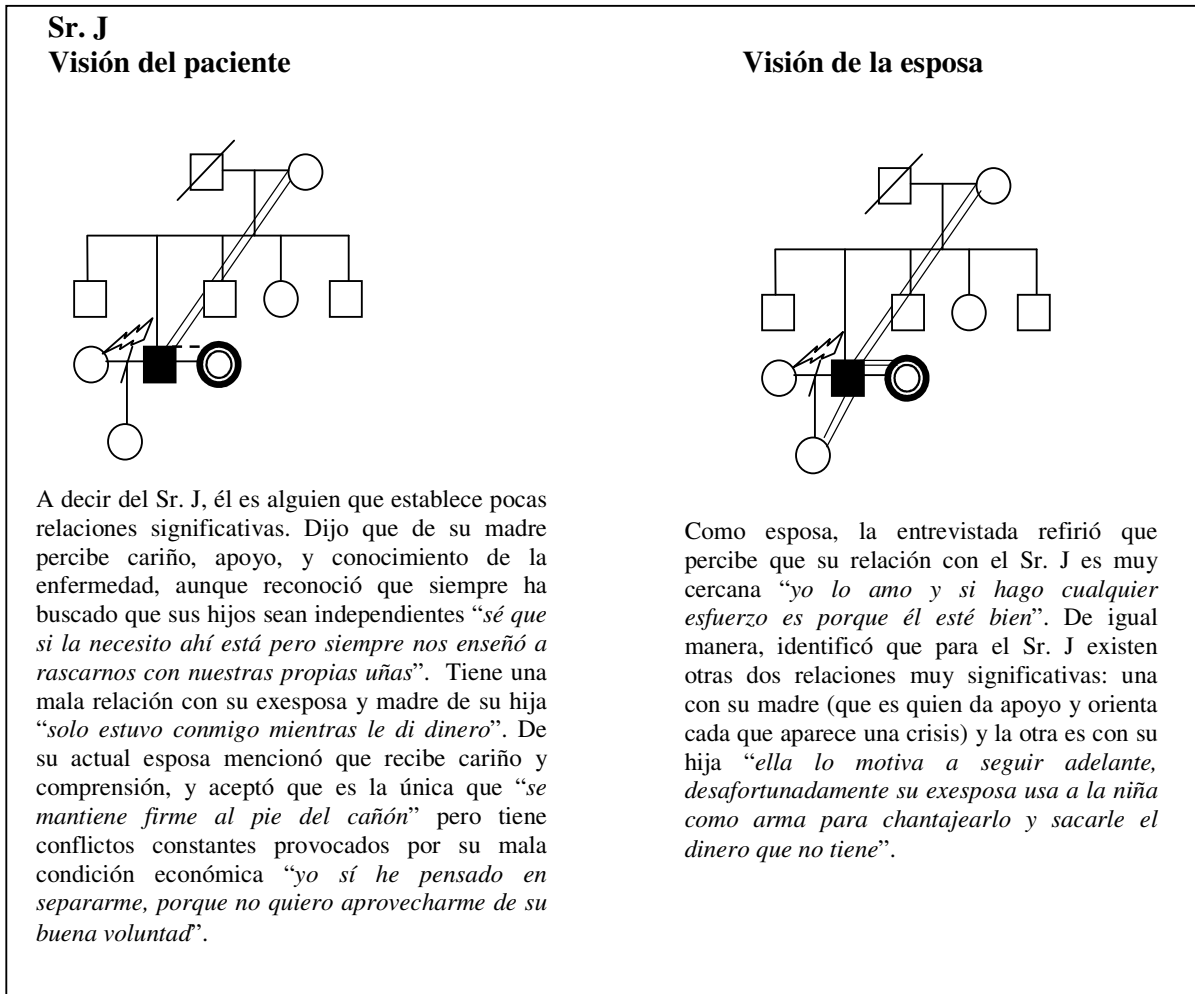 Sr. J
Visión del paciente
Visión de la esposa
A decir del Sr. J, él es alguien que establece pocas
relaciones significativas. Dijo que de su madre
percibe cariño, apoyo, y conocimiento de la
enfermedad, aunque reconoció que siempre ha
buscado que sus hijos sean independientes “sé que
si la necesito ahí está pero siempre nos enseñó a
rascarnos con nuestras propias uñas”. Tiene una
mala relación con su exesposa y madre de su hija
“solo estuvo conmigo mientras le di dinero”. De
su actual esposa mencionó que recibe cariño y
comprensión, y aceptó que es la única que “se
mantiene firme al pie del cañón” pero tiene
conflictos constantes provocados por su mala
condición económica “yo sí he pensado en
separarme, porque no quiero aprovecharme de su
buena voluntad”.
Como esposa, la entrevistada refirió que
percibe que su relación con el Sr. J es muy
cercana “yo lo amo y si hago cualquier
esfuerzo es porque él esté bien”. De igual
manera, identificó que para el Sr. J existen
otras dos relaciones muy significativas: una
con su madre (que es quien da apoyo y orienta
cada que aparece una crisis) y la otra es con su
hija “ella lo motiva a seguir adelante,
desafortunadamente su exesposa usa a la niña
como arma para chantajearlo y sacarle el
dinero que no tiene”.